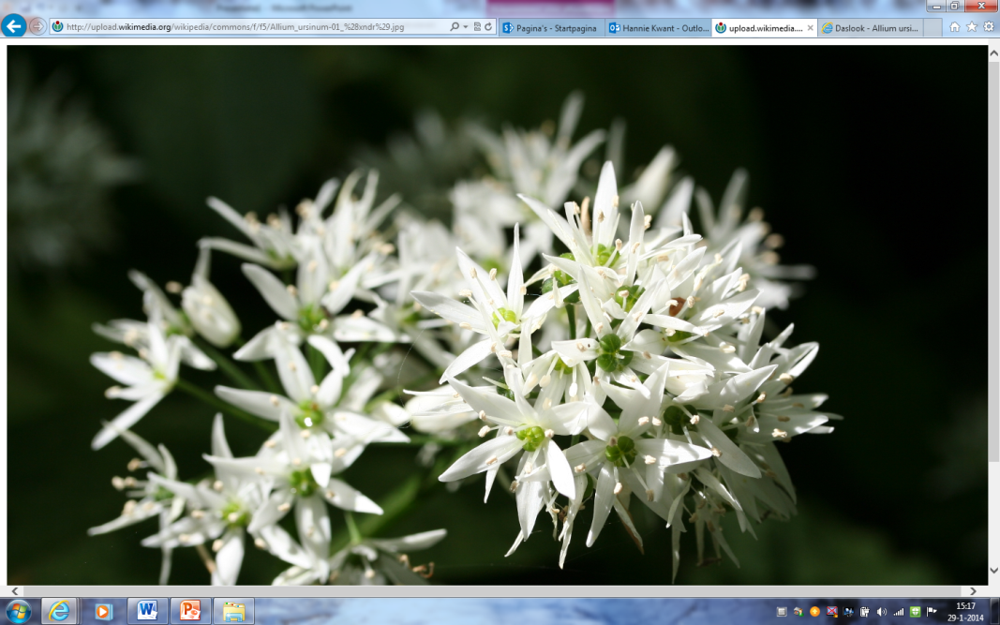 http://upload.wikimedia.org/wikipedia/commons/f/f5/Allium_ursinum-01_%28xndr%29.jpg
Pagina's - Startpagina
Hannie Kwant - Outlo...
upload.wikimedia....
Daslook - Allium ursi...
15:17
29-1-2014